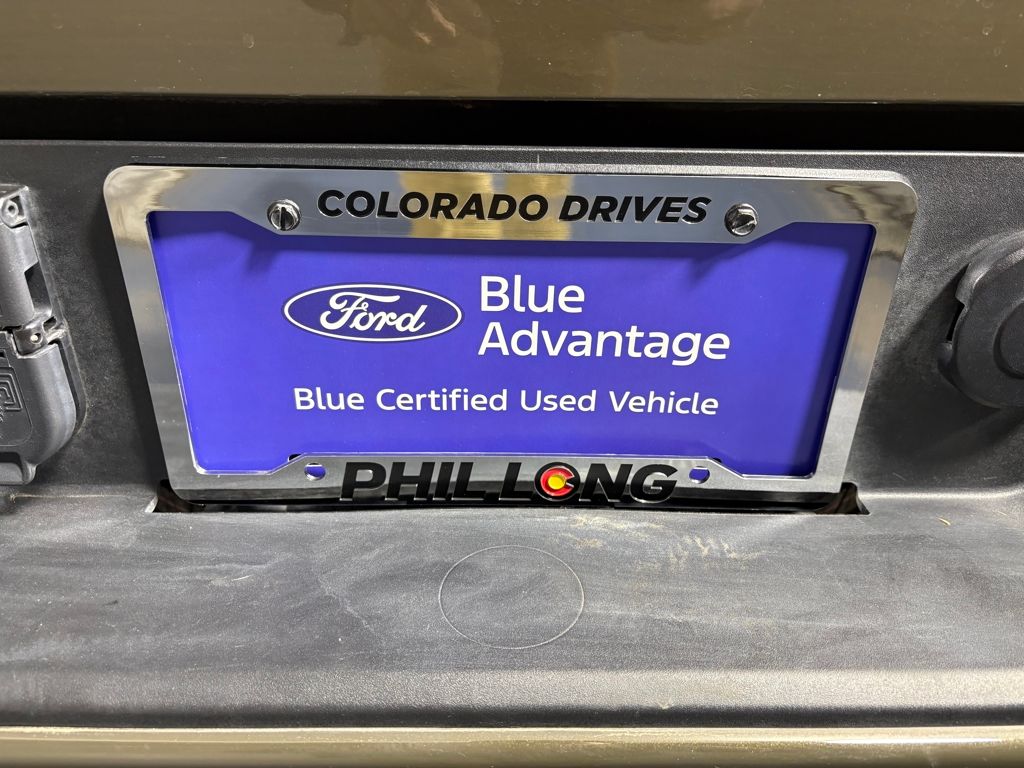 COLORADO DRIVES
Ford
Blue
Advantage
Blue Certified Used Vehicle
PHIL LONG